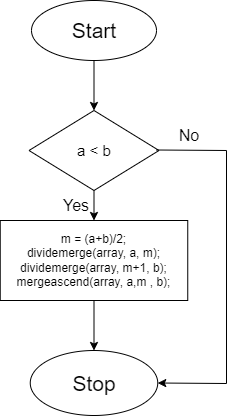 Start
a < b
No
Yes
m = (a+b)/2;
dividemerge(array, a, m);
dividemerge(array, m+1, b);
mergeascend(array, a,m , b);
Stop